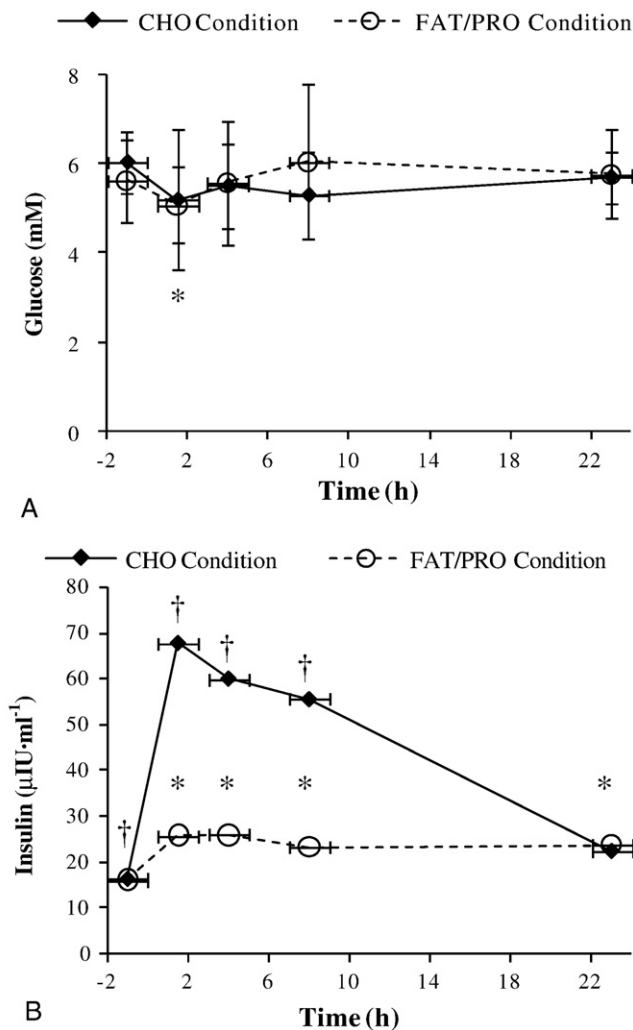 CHO Condition FAT/PRO Condition
8
6
4
2
0
Glucose (mM)
*
-2 2 6 10 14 18 22
Time (h)
A
CHO Condition FAT/PRO Condition
80
70
60
50
40
30
20
10
0
Insulin (µIU·ml⁻¹)
† † † †
* * * *
-2 2 6 10 14 18 22
Time (h)
B